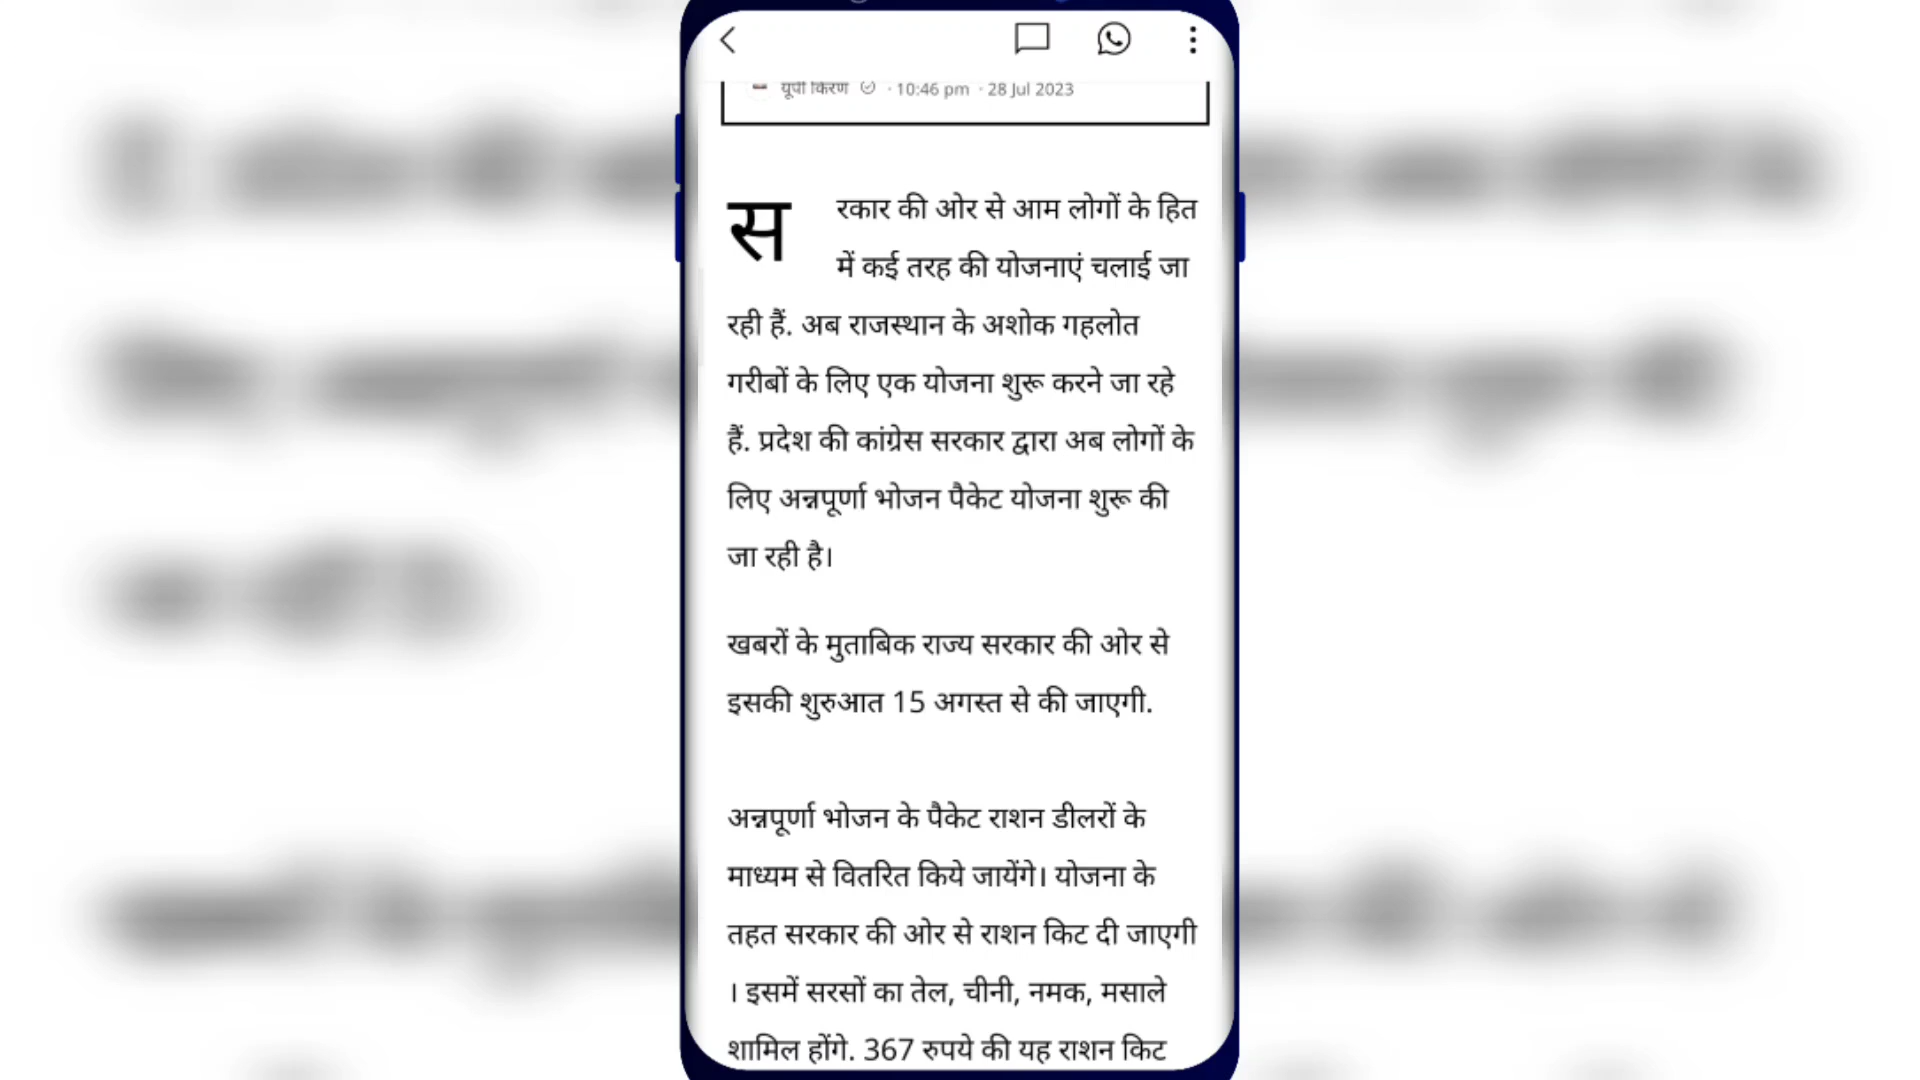 यूपी किरण · 10:46 pm · 28 Jul 2023
सरकार की ओर से आम लोगों के हित
में कई तरह की योजनाएं चलाई जा
रही हैं. अब राजस्थान के अशोक गहलोत
गरीबों के लिए एक योजना शुरू करने जा रहे
हैं. प्रदेश की कांग्रेस सरकार द्वारा अब लोगों के
लिए अन्नपूर्णा भोजन पैकेट योजना शुरू की
जा रही है।
खबरों के मुताबिक राज्य सरकार की ओर से
इसकी शुरुआत 15 अगस्त से की जाएगी.
अन्नपूर्णा भोजन के पैकेट राशन डीलरों के
माध्यम से वितरित किये जायेंगे। योजना के
तहत सरकार की ओर से राशन किट दी जाएगी
। इसमें सरसों का तेल, चीनी, नमक, मसाले
शामिल होंगे. 367 रुपये की यह राशन किट